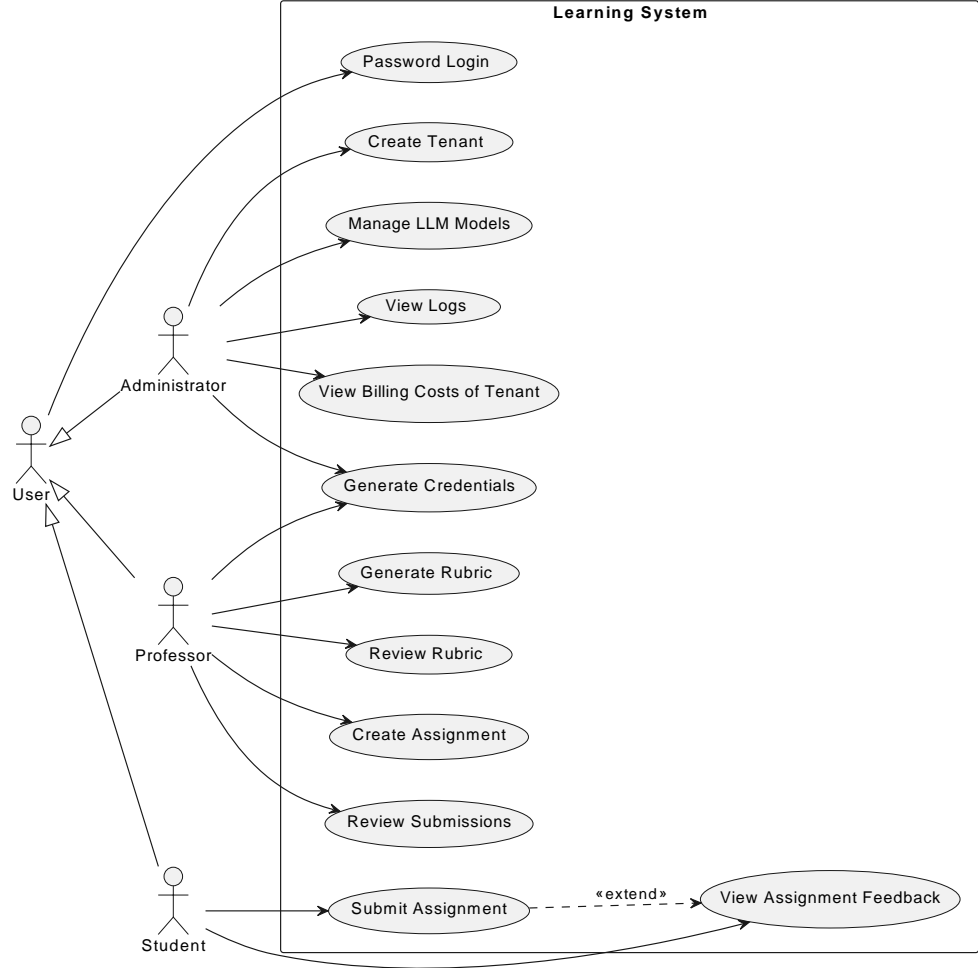 Learning System
Password Login
Create Tenant
Manage LLM Models
View Logs
Administrator
View Billing Costs of Tenant
User
Generate Credentials
Generate Rubric
Professor
Review Rubric
Create Assignment
Review Submissions
Submit Assignment
«extend»
View Assignment Feedback
Student